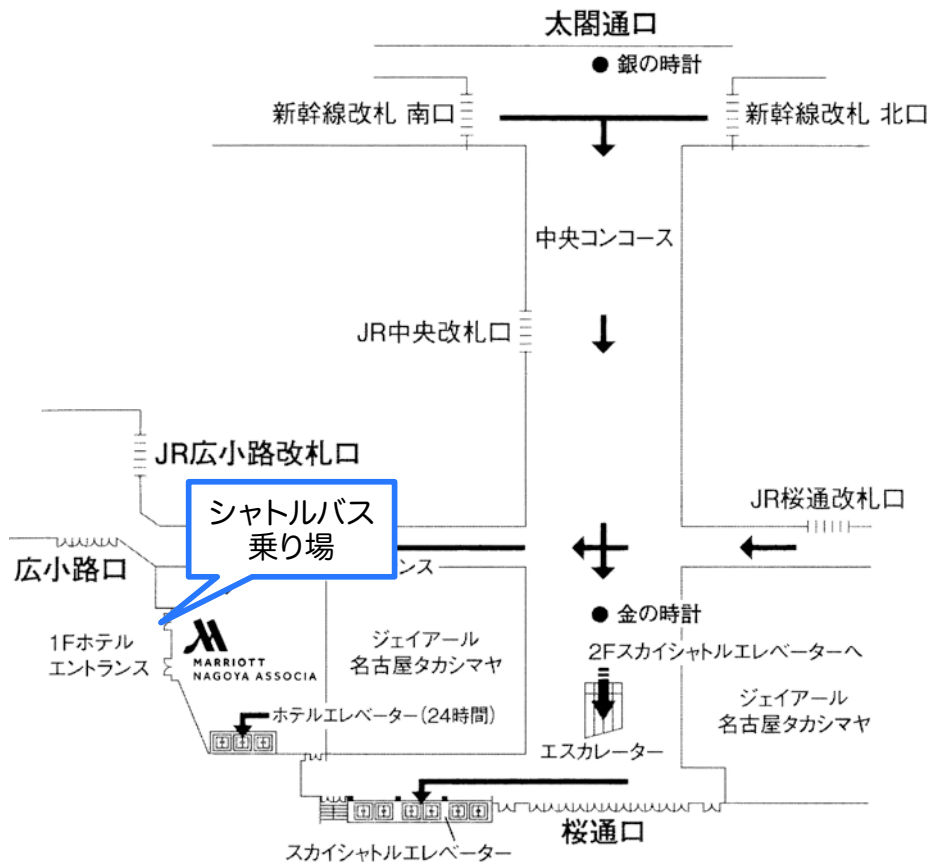 太閤通口
● 銀の時計
新幹線改札 南口
新幹線改札 北口
中央コンコース
JR中央改札口
JR広小路改札口
シャトルバス
乗り場
JR桜通改札口
広小路口
ンス
● 金の時計
1Fホテル
エントランス
MARRIOTT
NAGOYA ASSOCIA
ジェイアール
名古屋タカシマヤ
2Fスカイシャトルエレベーターへ
ジェイアール
名古屋タカシマヤ
ホテルエレベーター(24時間)
エスカレーター
桜通口
スカイシャトルエレベーター